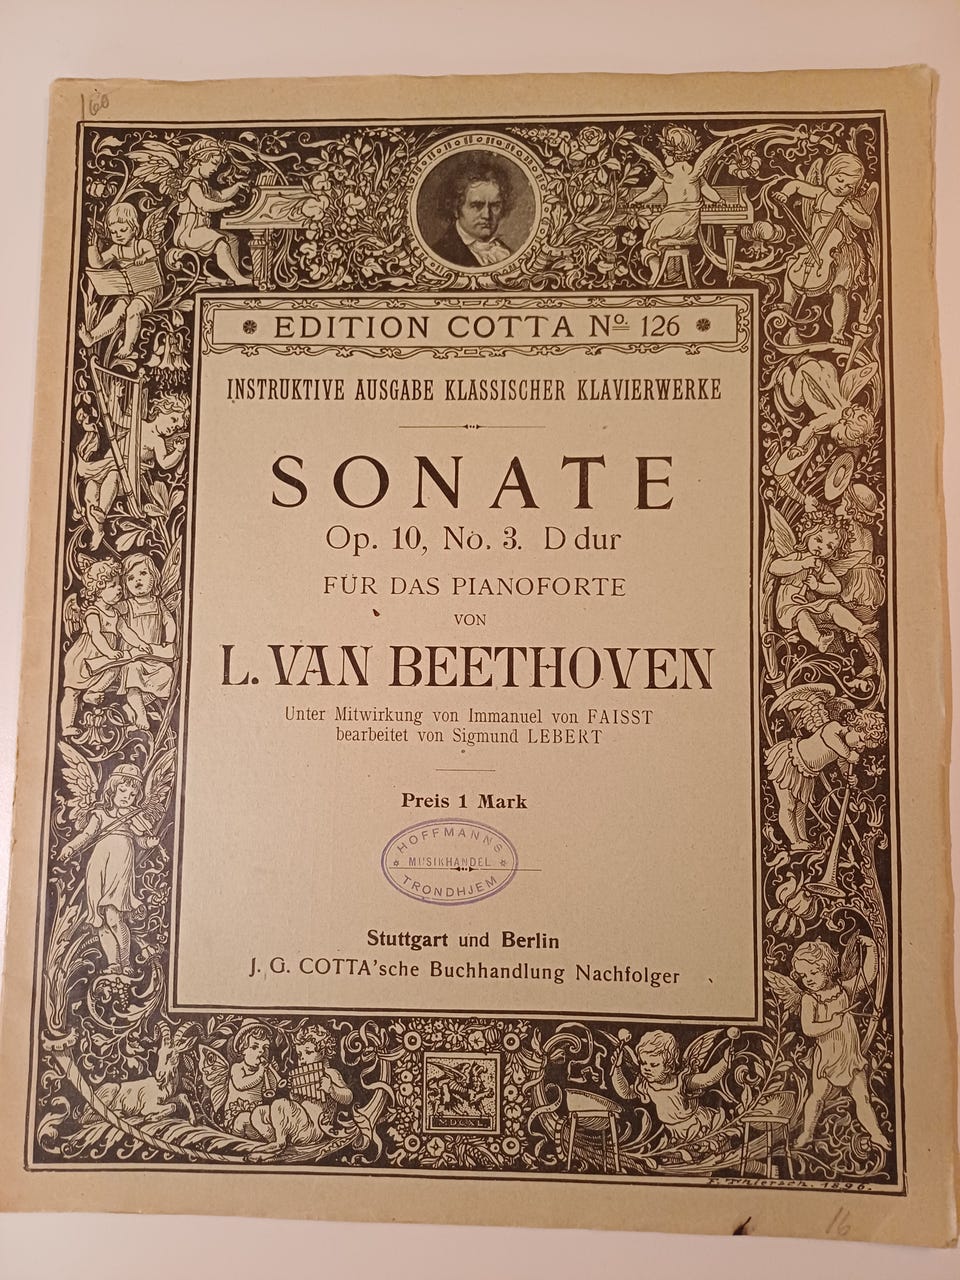 160
EDITION COTTA No. 126
INSTRUKTIVE AUSGABE KLASSISCHER KLAVIERWERKE
SONATE
Op. 10, No. 3. D dur
FÜR DAS PIANOFORTE
VON
L. VAN BEETHOVEN
Unter Mitwirkung von Immanuel von FAISST
bearbeitet von Sigmund LEBERT
Preis 1 Mark
HOFFMANNS
MUSIKHANDEL
TRONDHJEM
Stuttgart und Berlin
J. G. COTTA'sche Buchhandlung Nachfolger
MDCXL
F. Thiersch. 1896.
16